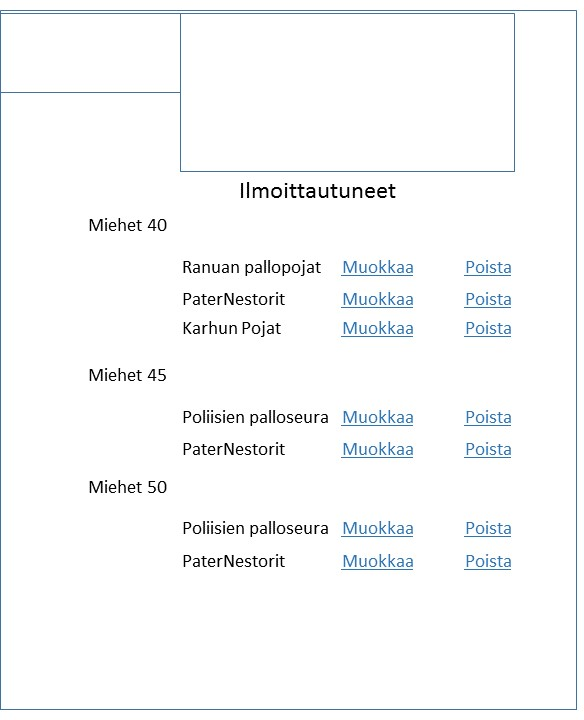 Ilmoittautuneet
Miehet 40
Ranuan pallopojat Muokkaa Poista
PaterNestorit Muokkaa Poista
Karhun Pojat Muokkaa Poista
Miehet 45
Poliisien palloseura Muokkaa Poista
PaterNestorit Muokkaa Poista
Miehet 50
Poliisien palloseura Muokkaa Poista
PaterNestorit Muokkaa Poista